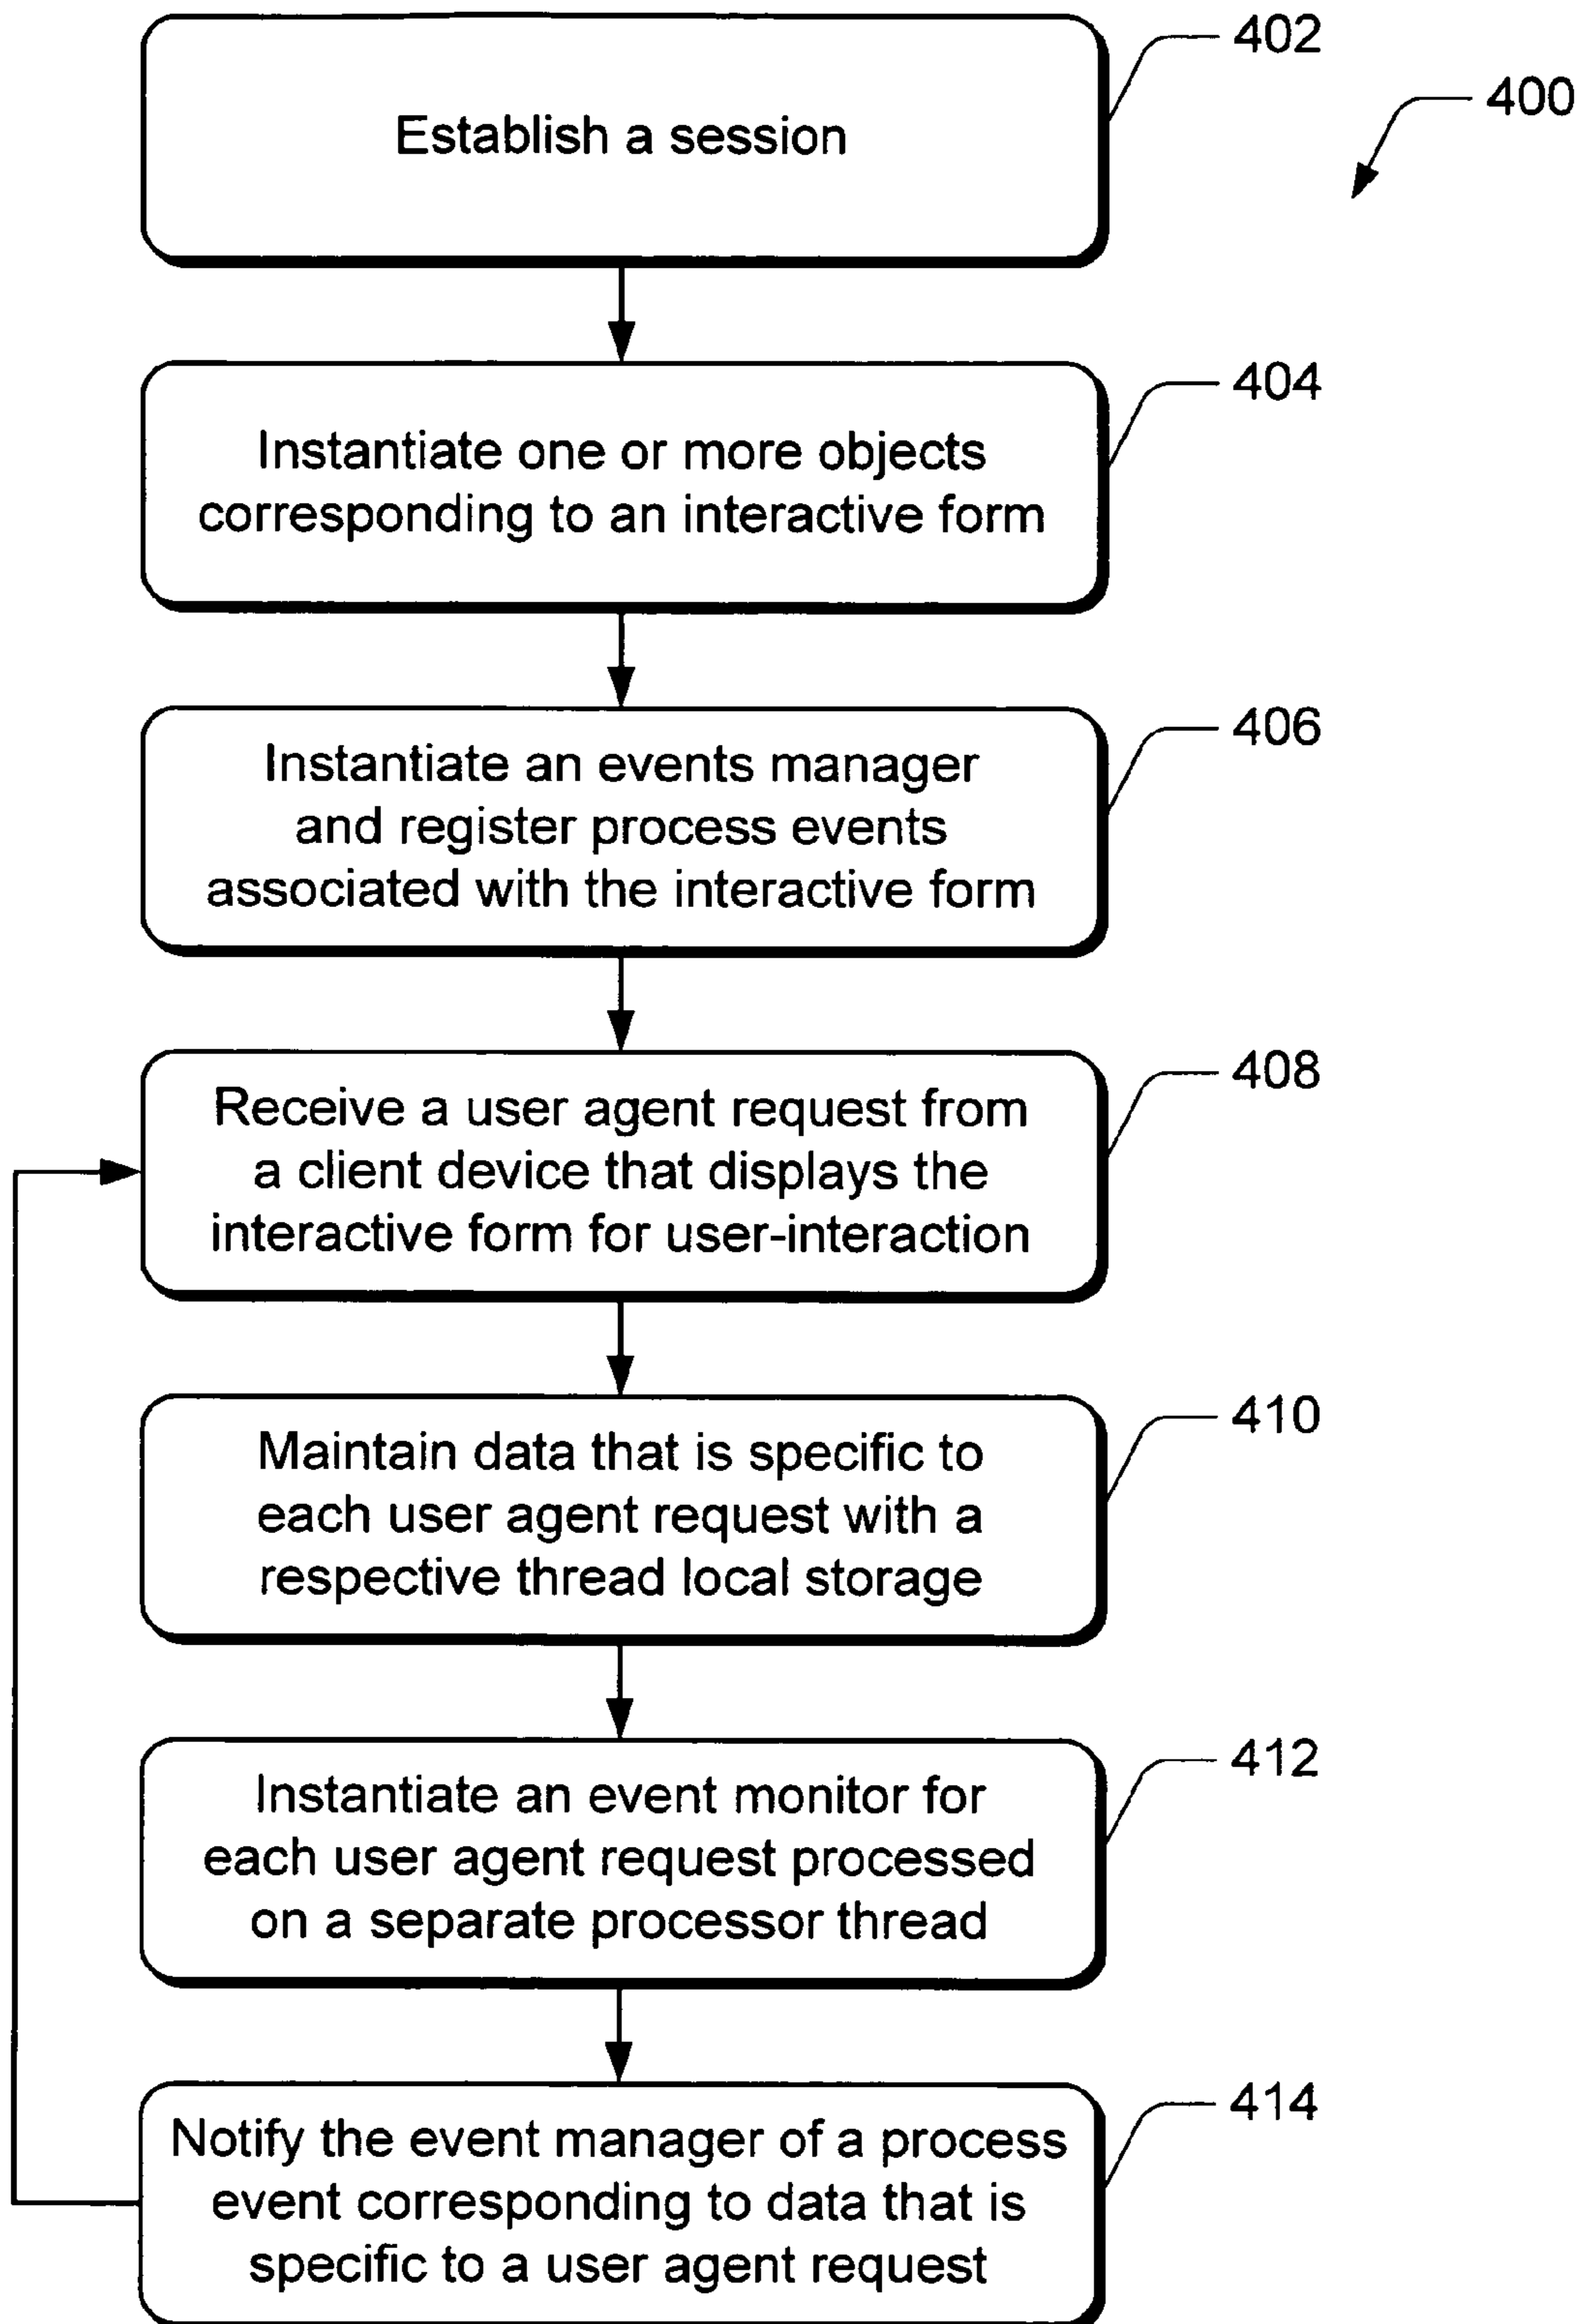 402
400
Establish a session
404
Instantiate one or more objects
corresponding to an interactive form
406
Instantiate an events manager
and register process events
associated with the interactive form
408
Receive a user agent request from
a client device that displays the
interactive form for user-interaction
410
Maintain data that is specific to
each user agent request with a
respective thread local storage
412
Instantiate an event monitor for
each user agent request processed
on a separate processor thread
414
Notify the event manager of a process
event corresponding to data that is
specific to a user agent request